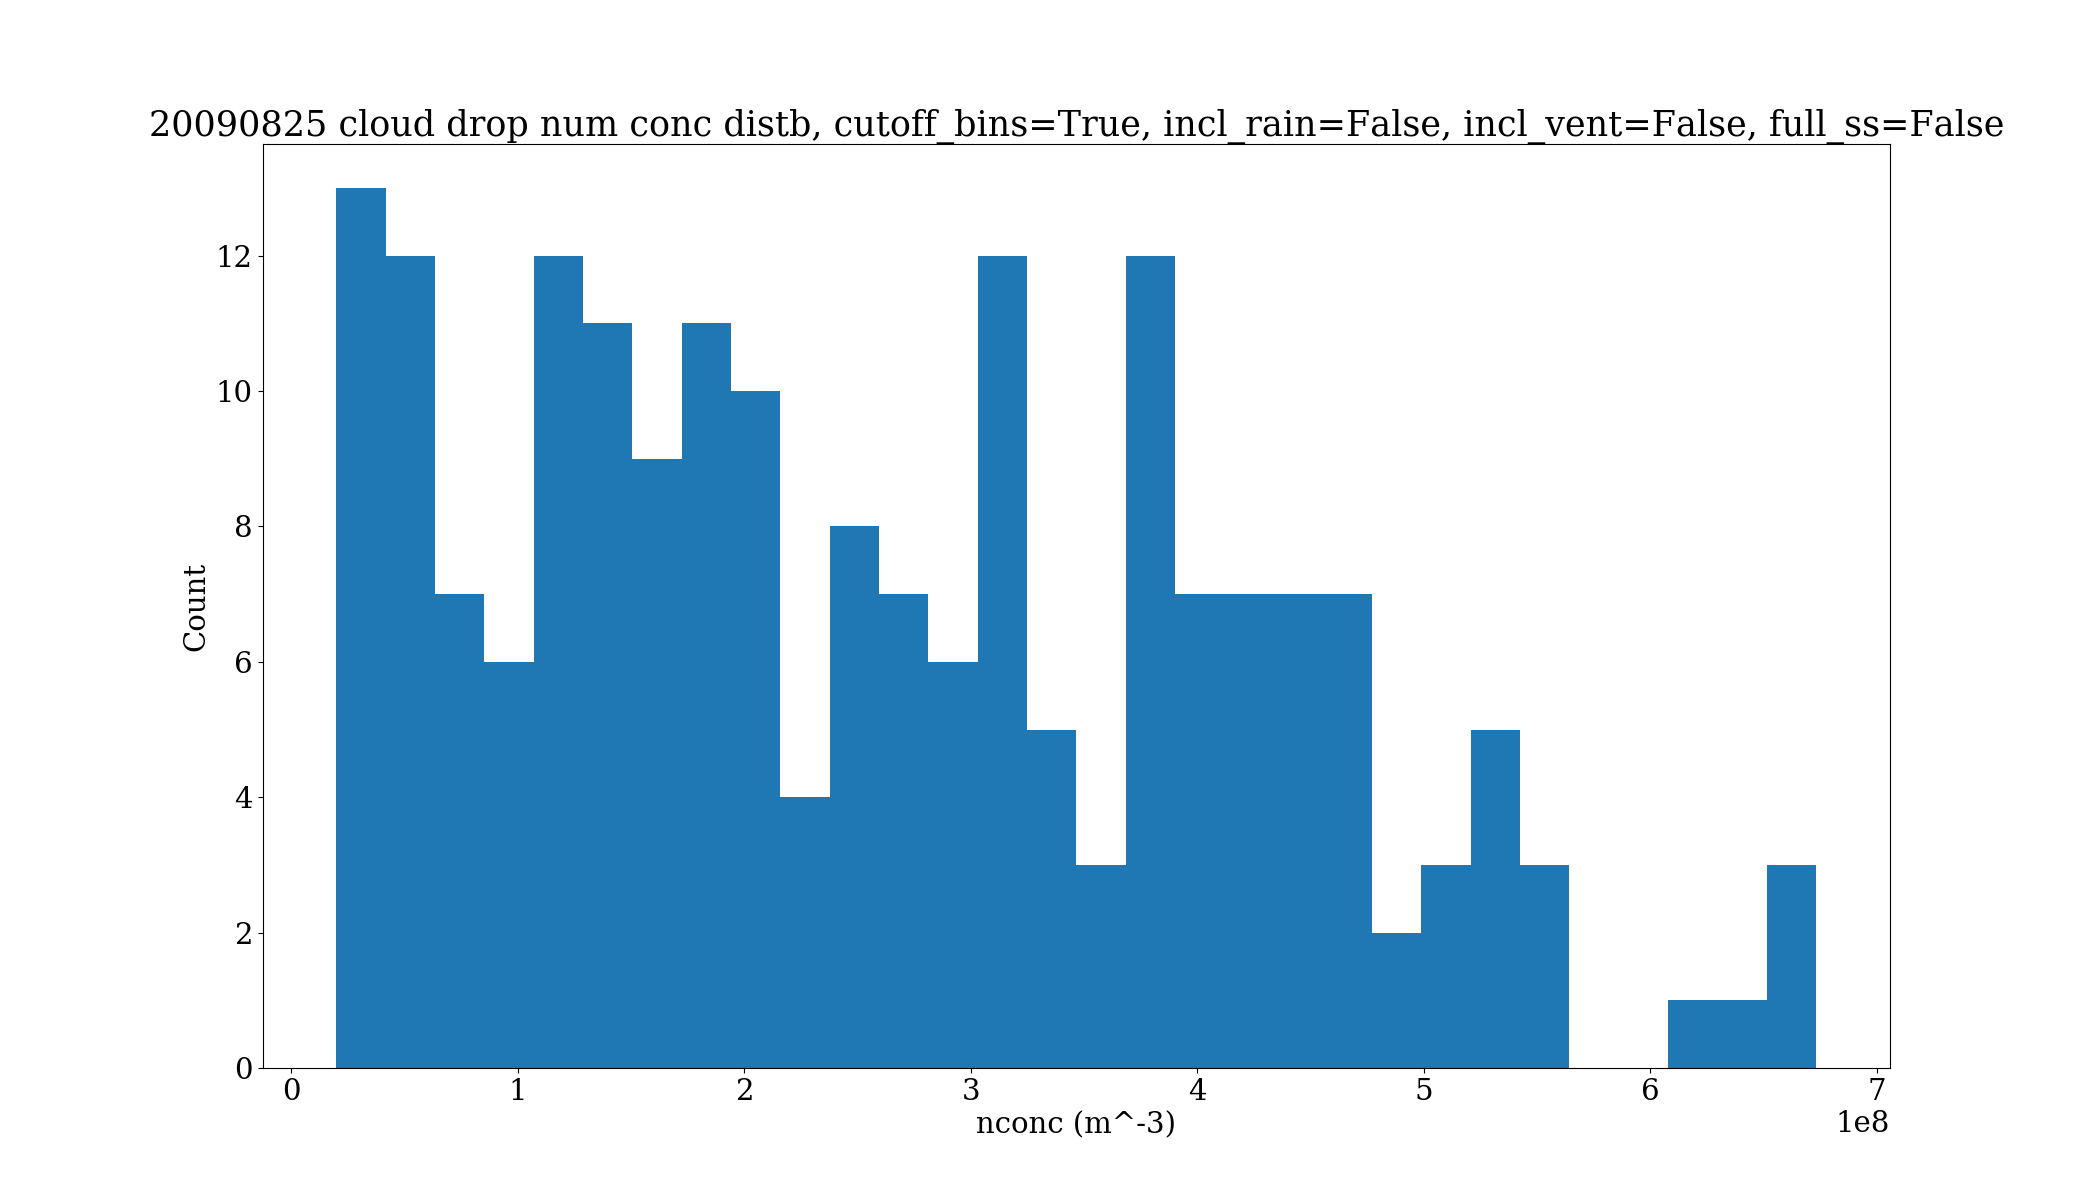 20090825 cloud drop num conc distb, cutoff_bins=True, incl_rain=False, incl_vent=False, full_ss=False
12
10
8
6
4
2
0
Count
0 1 2 3 4 5 6 7
nconc (m^-3)
1e8